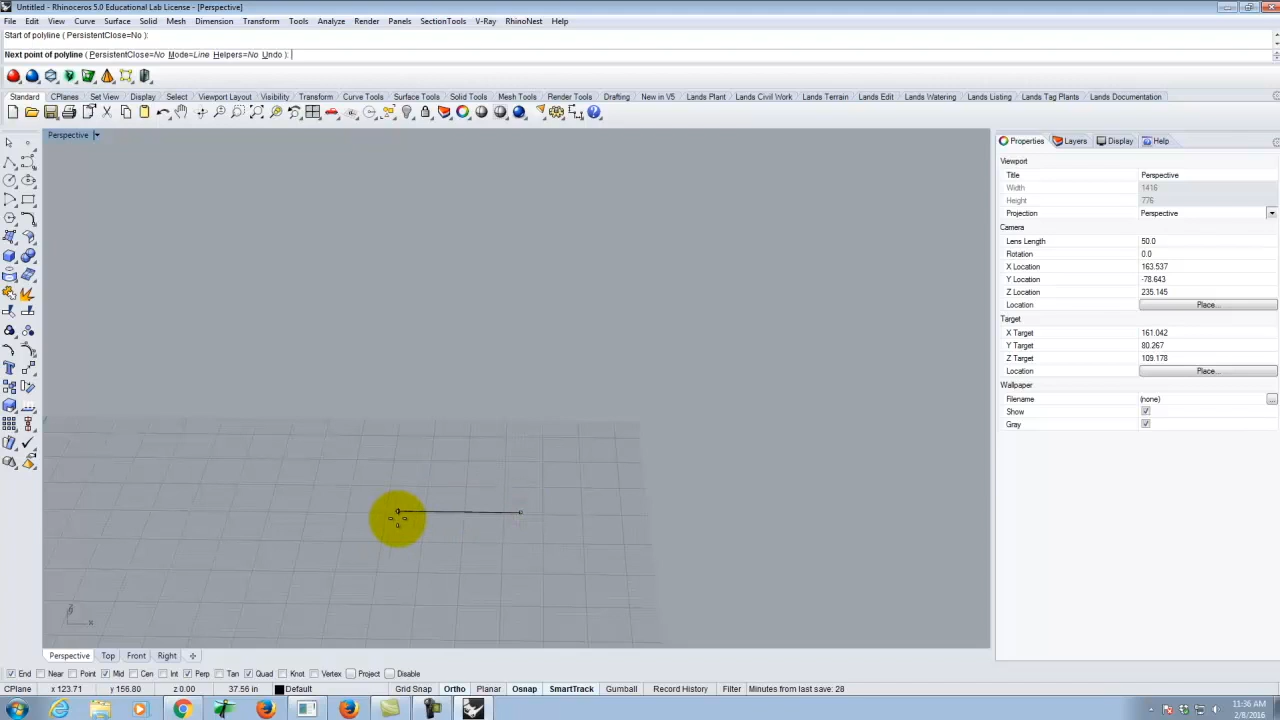 Untitled - Rhinoceros 5.0 Educational Lab License - [Perspective]
File Edit View Curve Surface Solid Mesh Dimension Transform Tools Analyze Render Panels SectionTools V-Ray RhinoNest Help
Start of polyline ( PersistentClose=No ):
Next point of polyline ( PersistentClose=No Mode=Line Helpers=No Undo ):
Standard CPlanes Set View Display Select Viewport Layout Visibility Transform Curve Tools Surface Tools Solid Tools Mesh Tools Render Tools Drafting New in V5 Lands Plant Lands Civil Work Lands Terrain Lands Edit Lands Watering Lands Listing Lands Tag Plants Lands Documentation
Perspective
Properties Layers Display Help
Viewport
Title Perspective
Width 1416
Height 776
Projection Perspective
Camera
Lens Length 50.0
Rotation 0.0
X Location 163.537
Y Location -78.643
Z Location 235.145
Location Place...
Target
X Target 161.042
Y Target 80.267
Z Target 109.178
Location Place...
Wallpaper
Filename (none)
Show
Gray
x
Perspective Top Front Right
End Near Point Mid Cen Int Perp Tan Quad Knot Vertex Project Disable
CPlane x 123.71 y 156.80 z 0.00 37.56 in Default Grid Snap Ortho Planar Osnap SmartTrack Gumball Record History Filter Minutes from last save: 28
11:36 AM
2/8/2016